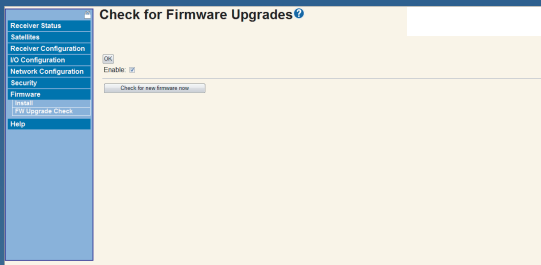 Check for Firmware Upgrades?
Receiver Status
Satellites
Receiver Configuration
I/O Configuration
Network Configuration
Security
Firmware
Install
FW Upgrade Check
Help
OK
Enable:
Check for new firmware now